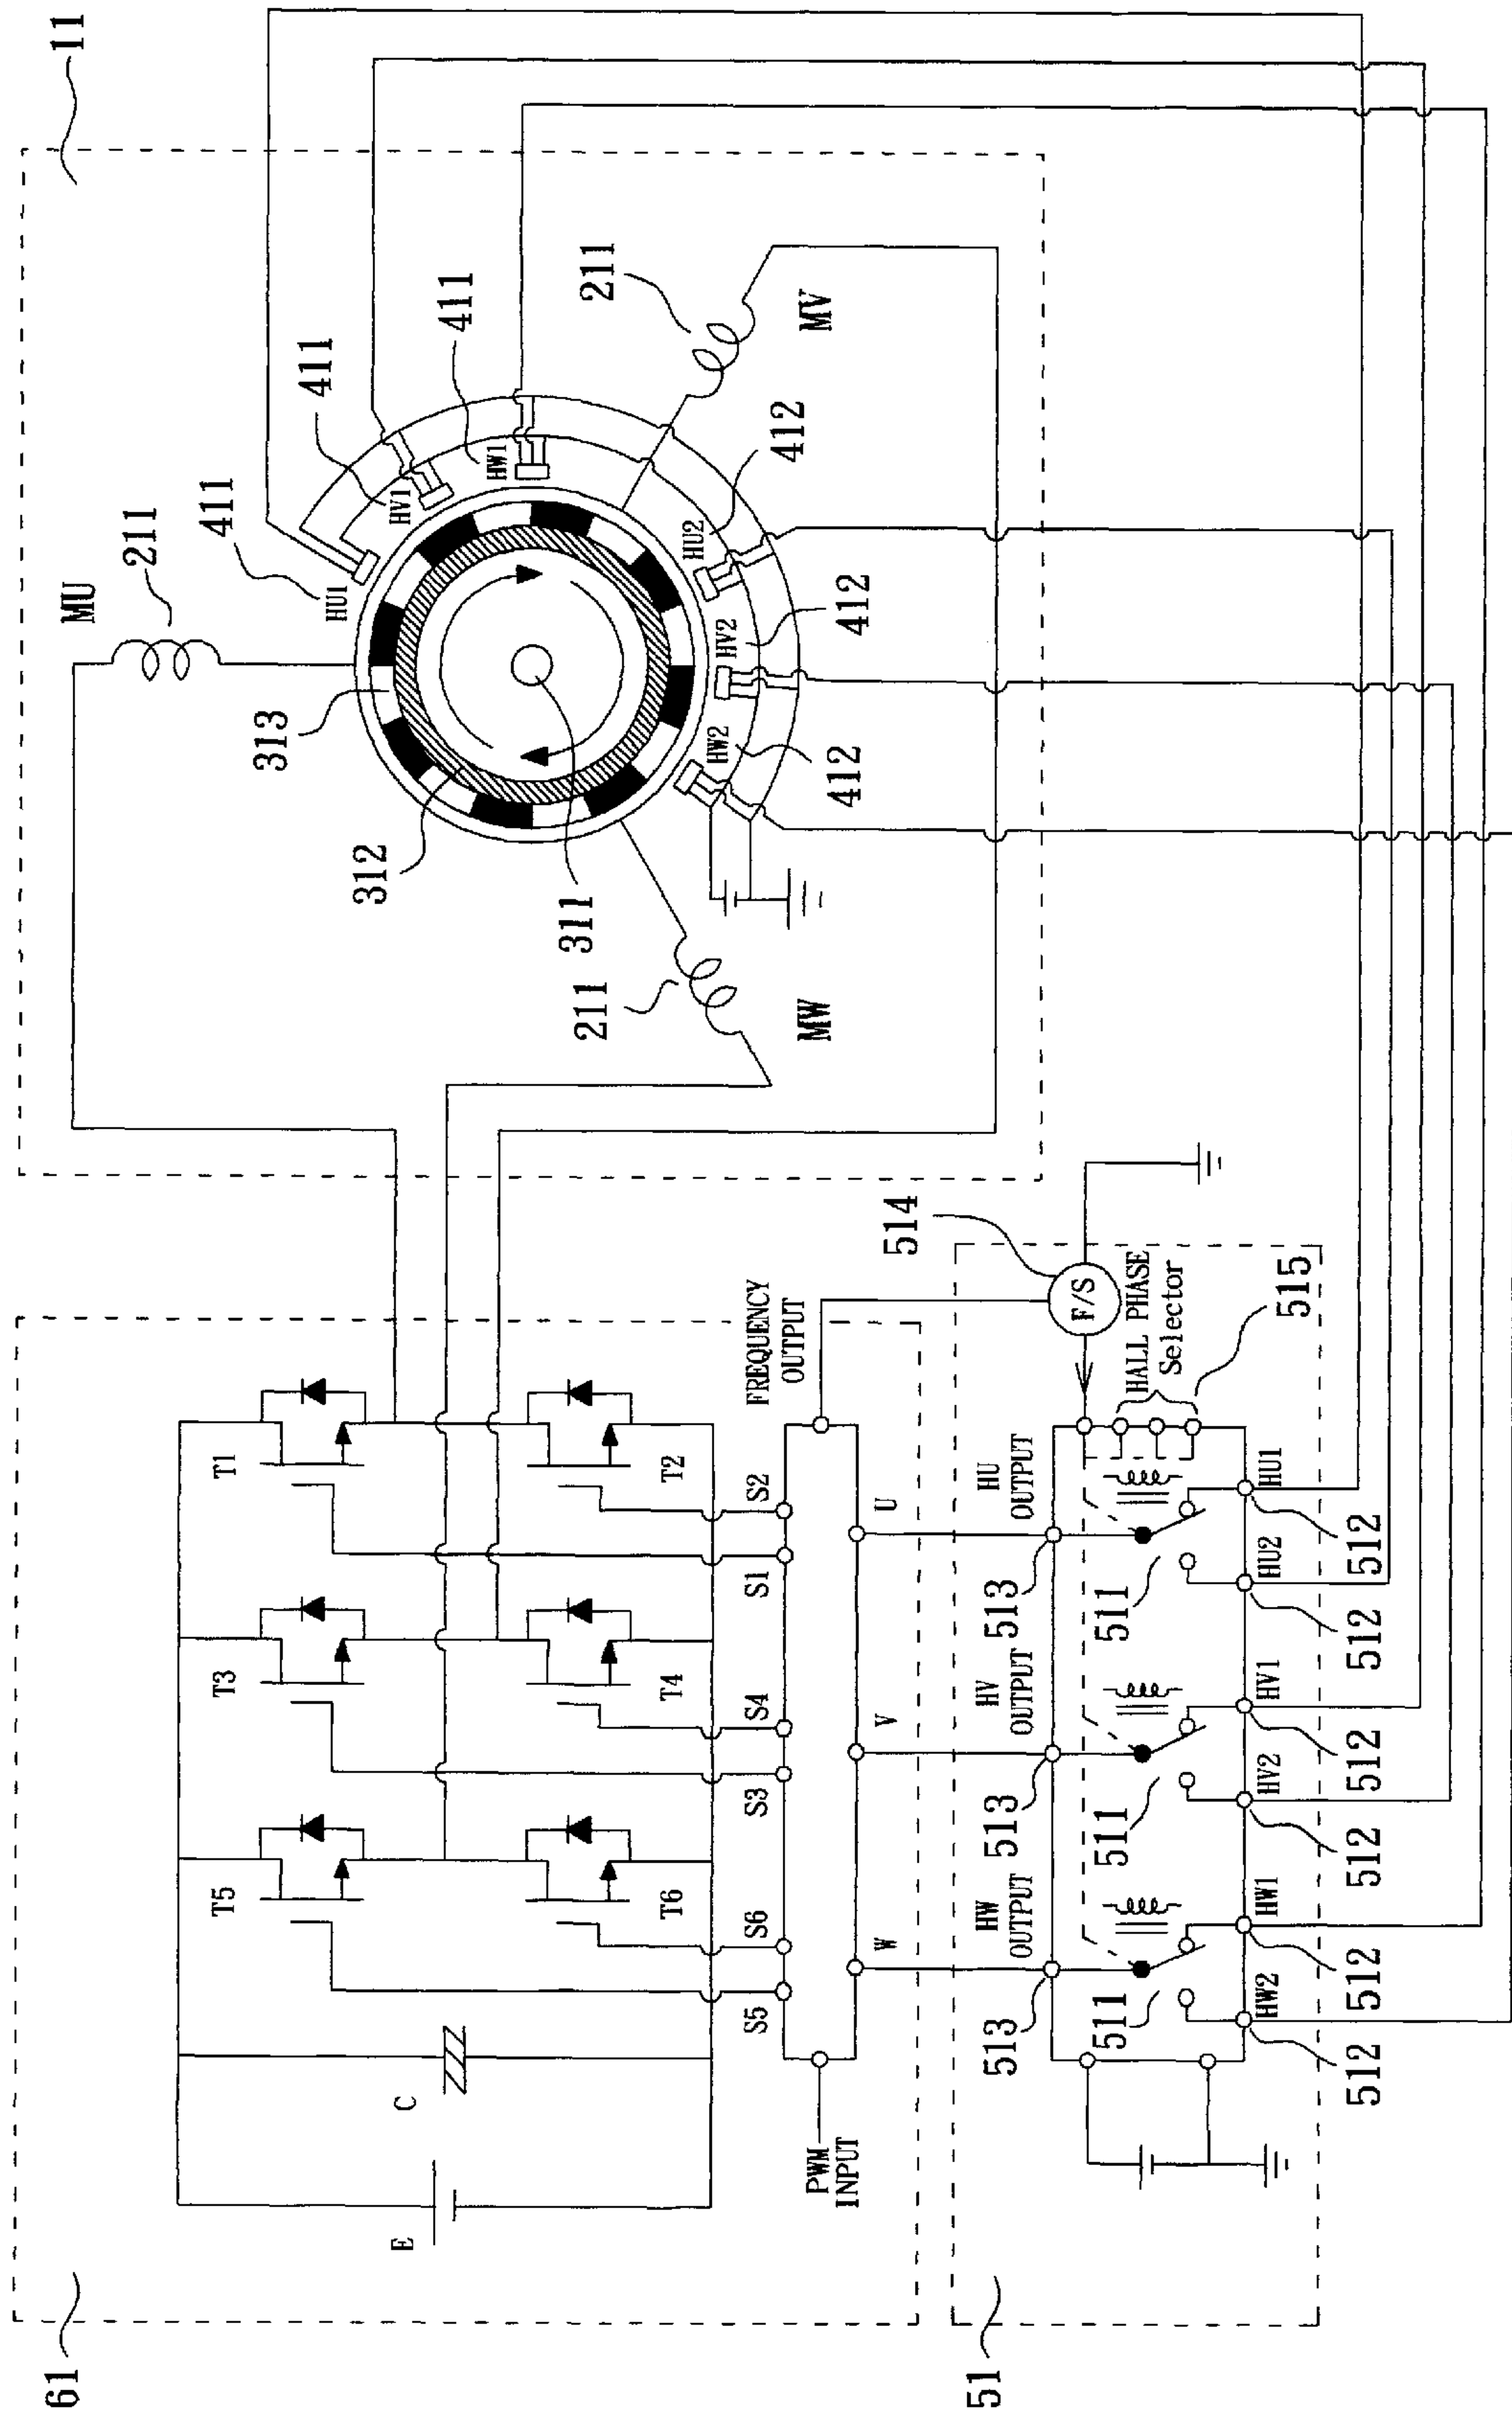 11
MU
211
411
HU1
411
HV1
411
HW1
211
MV
HU2
412
HV2
412
HW2
412
313
312
311
211
MW
61
E
C
T5
T3
T1
T6
T4
T2
S5
S6
S3
S4
S1
S2
FREQUENCY
OUTPUT
PWM
INPUT
W
V
U
51
514
F/S
HALL PHASE
Selector
515
HW
OUTPUT
HV
OUTPUT
HU
OUTPUT
513
513
513
511
511
511
HW2
HW1
HV2
HV1
HU2
HU1
512
512
512
512
512
512